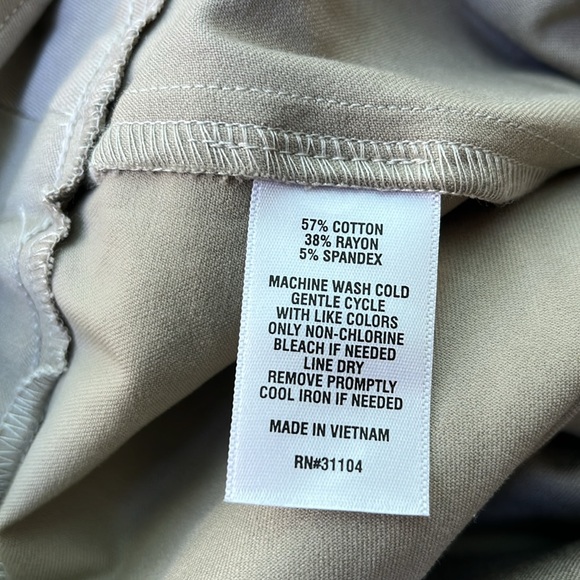 57% COTTON
38% RAYON
5% SPANDEX
MACHINE WASH COLD
GENTLE CYCLE
WITH LIKE COLORS
ONLY NON-CHLORINE
BLEACH IF NEEDED
LINE DRY
REMOVE PROMPTLY
COOL IRON IF NEEDED
MADE IN VIETNAM
RN#31104